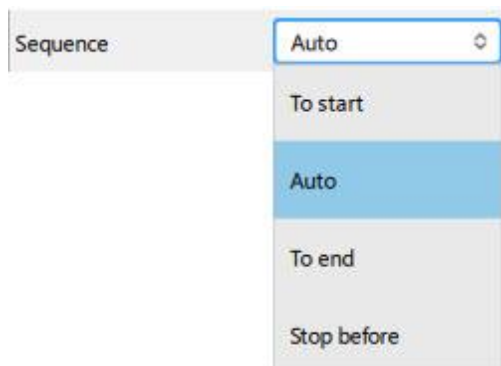 Sequence
Auto
To start
Auto
To end
Stop before